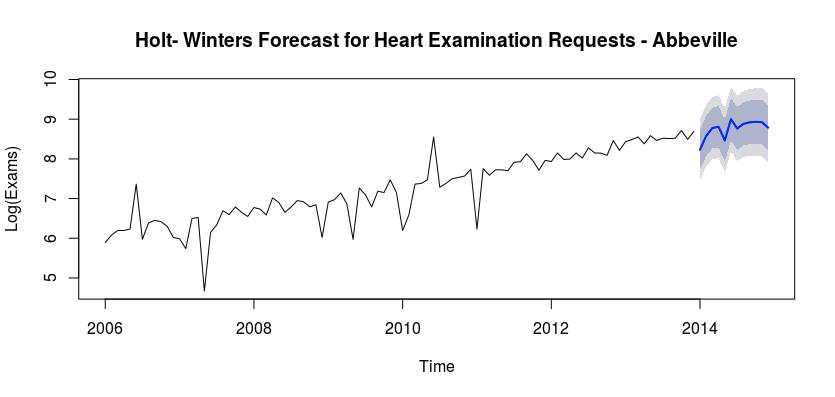 Holt- Winters Forecast for Heart Examination Requests - Abbeville
10
9
8
7
6
5
Log(Exams)
2006 2008 2010 2012 2014
Time